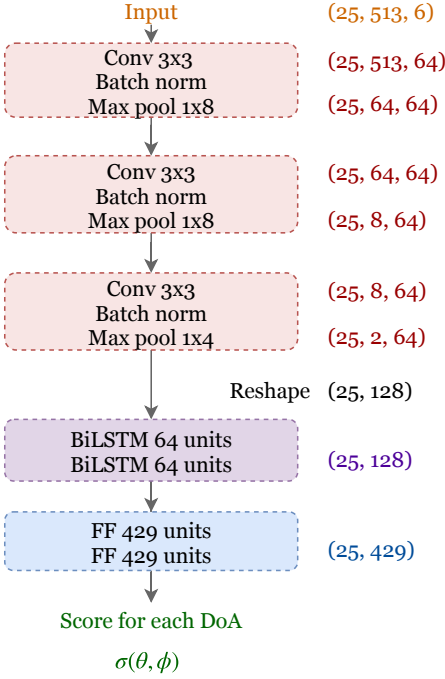 Input (25, 513, 6)
Conv 3x3 (25, 513, 64)
Batch norm
Max pool 1x8 (25, 64, 64)
Conv 3x3 (25, 64, 64)
Batch norm
Max pool 1x8 (25, 8, 64)
Conv 3x3 (25, 8, 64)
Batch norm
Max pool 1x4 (25, 2, 64)
Reshape (25, 128)
BiLSTM 64 units
BiLSTM 64 units (25, 128)
FF 429 units
FF 429 units (25, 429)
Score for each DoA
σ(θ, ϕ)